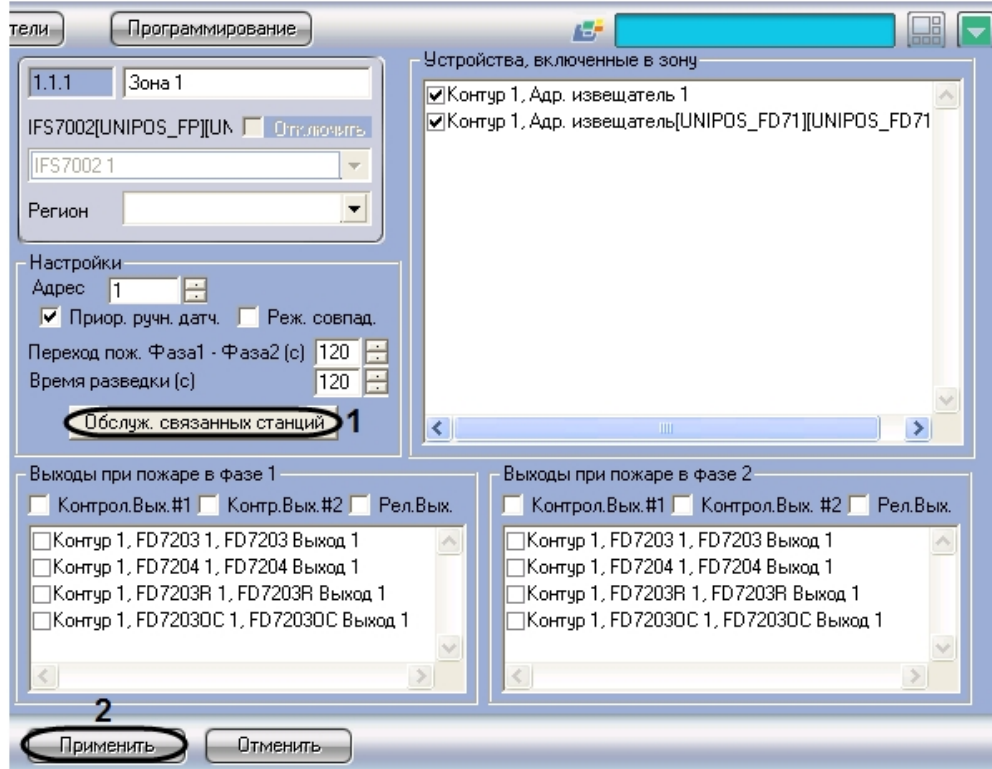 тели
Программирование
1.1.1 Зона 1
IFS7002[UNIPOS_FP][UN Отключить
IFS7002 1
Регион
Устройства, включенные в зону
Контур 1, Адр. извещатель 1
Контур 1, Адр. извещатель[UNIPOS_FD71][UNIPOS_FD71
Настройки
Адрес 1
Приор. ручн. датч. Реж. совпад.
Переход пож. Фаза1 - Фаза2 (с) 120
Время разведки (с) 120
Обслуж. связанных станций 1
Выходы при пожаре в фазе 1
Контрол.Вых.#1 Контр.Вых.#2 Рел.Вых.
Контур 1, FD7203 1, FD7203 Выход 1
Контур 1, FD7204 1, FD7204 Выход 1
Контур 1, FD7203R 1, FD7203R Выход 1
Контур 1, FD7203OC 1, FD7203OC Выход 1
Выходы при пожаре в фазе 2
Контрол.Вых.#1 Контрол.Вых. #2 Рел.Вых.
Контур 1, FD7203 1, FD7203 Выход 1
Контур 1, FD7204 1, FD7204 Выход 1
Контур 1, FD7203R 1, FD7203R Выход 1
Контур 1, FD7203OC 1, FD7203OC Выход 1
2
Применить
Отменить